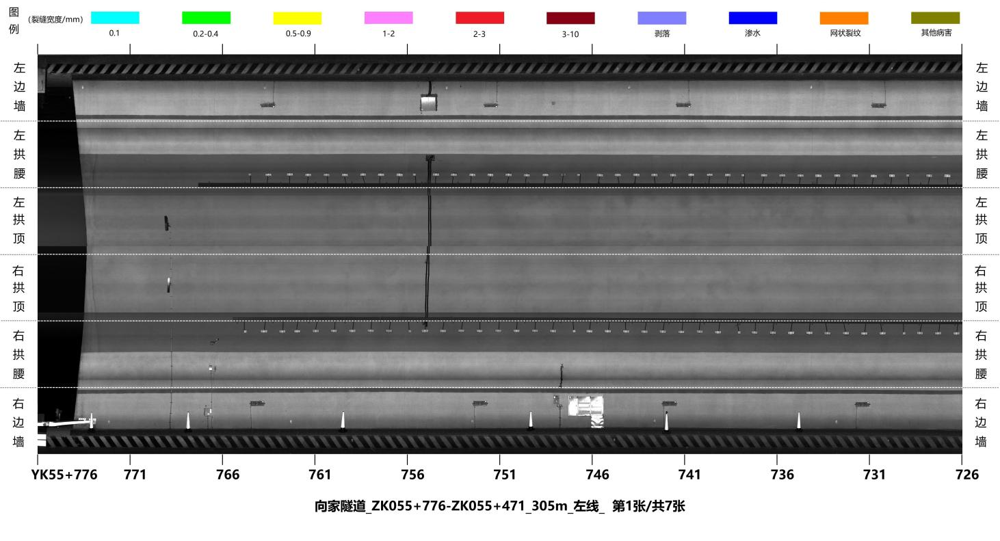 图例
(裂缝宽度/mm)
0.1 0.2-0.4 0.5-0.9 1-2 2-3 3-10 剥落 渗水 网状裂纹 其他病害
左边墙 左边墙
左拱腰 左拱腰
左拱顶 左拱顶
右拱顶 右拱顶
右拱腰 右拱腰
右边墙 右边墙
YK55+776 771 766 761 756 751 746 741 736 731 726
向家隧道_ZK055+776-ZK055+471_305m_左线_ 第1张/共7张